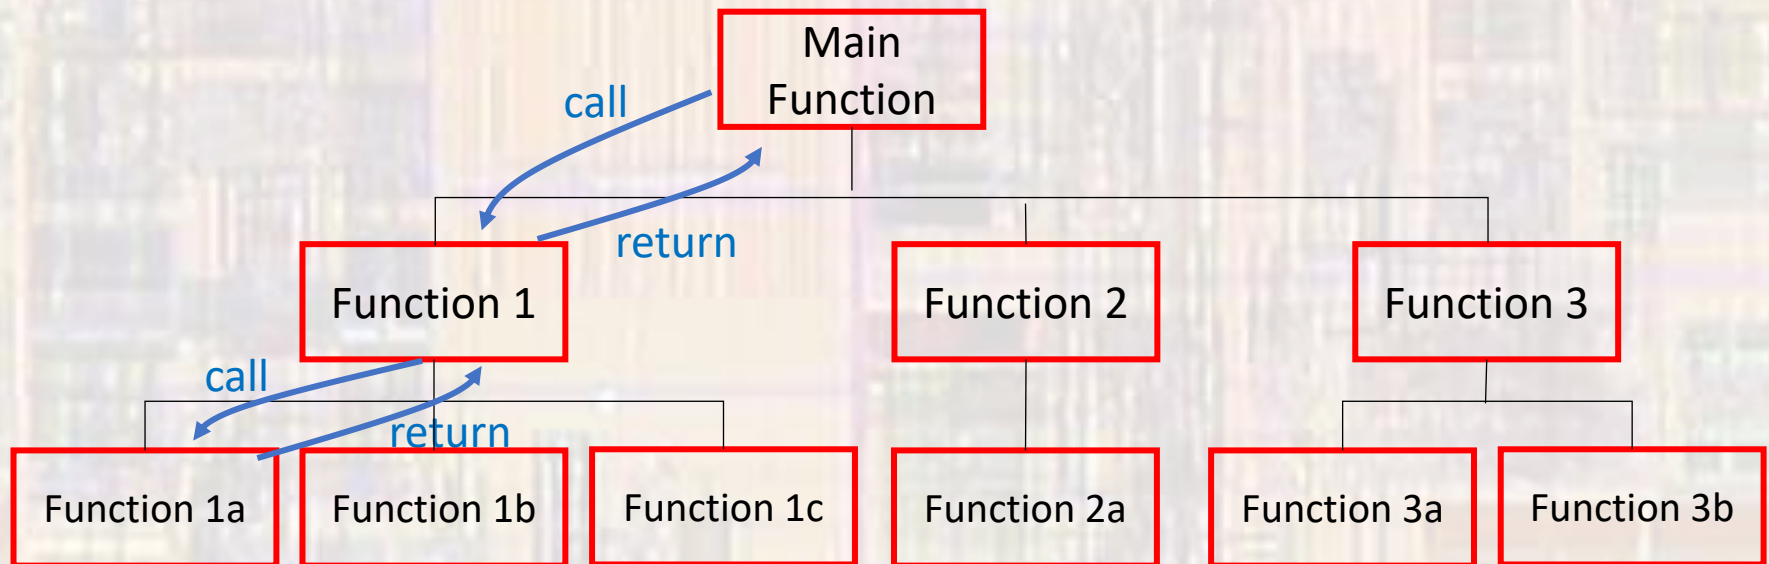 Main
Function
call
return
Function 1
Function 2
Function 3
call
return
Function 1a
Function 1b
Function 1c
Function 2a
Function 3a
Function 3b